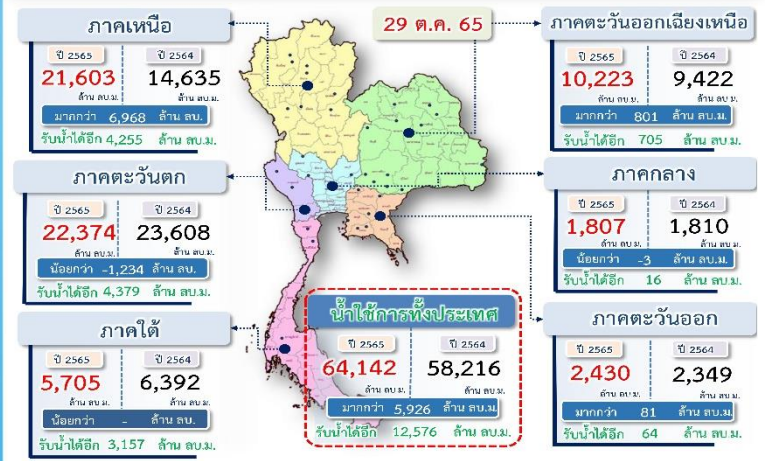 29 ต.ค. 65
ภาคเหนือ
ปี 2565 ปี 2564
21,603 14,635
ล้าน ลบ.ม. ล้าน ลบ.ม.
มากกว่า 6,968 ล้าน ลบ.
รับน้ำได้อีก 4,255 ล้าน ลบ.ม.
ภาคตะวันตก
ปี 2565 ปี 2564
22,374 23,608
ล้าน ลบ.ม. ล้าน ลบ.ม.
น้อยกว่า -1,234 ล้าน ลบ.
รับน้ำได้อีก 4,379 ล้าน ลบ.ม.
ภาคใต้
ปี 2565 ปี 2564
5,705 6,392
ล้าน ลบ.ม. ล้าน ลบ.ม.
น้อยกว่า - ล้าน ลบ.
รับน้ำได้อีก 3,157 ล้าน ลบ.ม.
น้ำใช้การทั้งประเทศ
ปี 2565 ปี 2564
64,142 58,216
ล้าน ลบ.ม. ล้าน ลบ.ม.
มากกว่า 5,926 ล้าน ลบ.ม.
รับน้ำได้อีก 12,576 ล้าน ลบ.ม.
ภาคตะวันออกเฉียงเหนือ
ปี 2565 ปี 2564
10,223 9,422
ล้าน ลบ.ม. ล้าน ลบ.ม.
มากกว่า 801 ล้าน ลบ.ม.
รับน้ำได้อีก 705 ล้าน ลบ.ม.
ภาคกลาง
ปี 2565 ปี 2564
1,807 1,810
ล้าน ลบ.ม. ล้าน ลบ.ม.
น้อยกว่า -3 ล้าน ลบ.ม.
รับน้ำได้อีก 16 ล้าน ลบ.ม.
ภาคตะวันออก
ปี 2565 ปี 2564
2,430 2,349
ล้าน ลบ.ม. ล้าน ลบ.ม.
มากกว่า 81 ล้าน ลบ.ม.
รับน้ำได้อีก 64 ล้าน ลบ.ม.